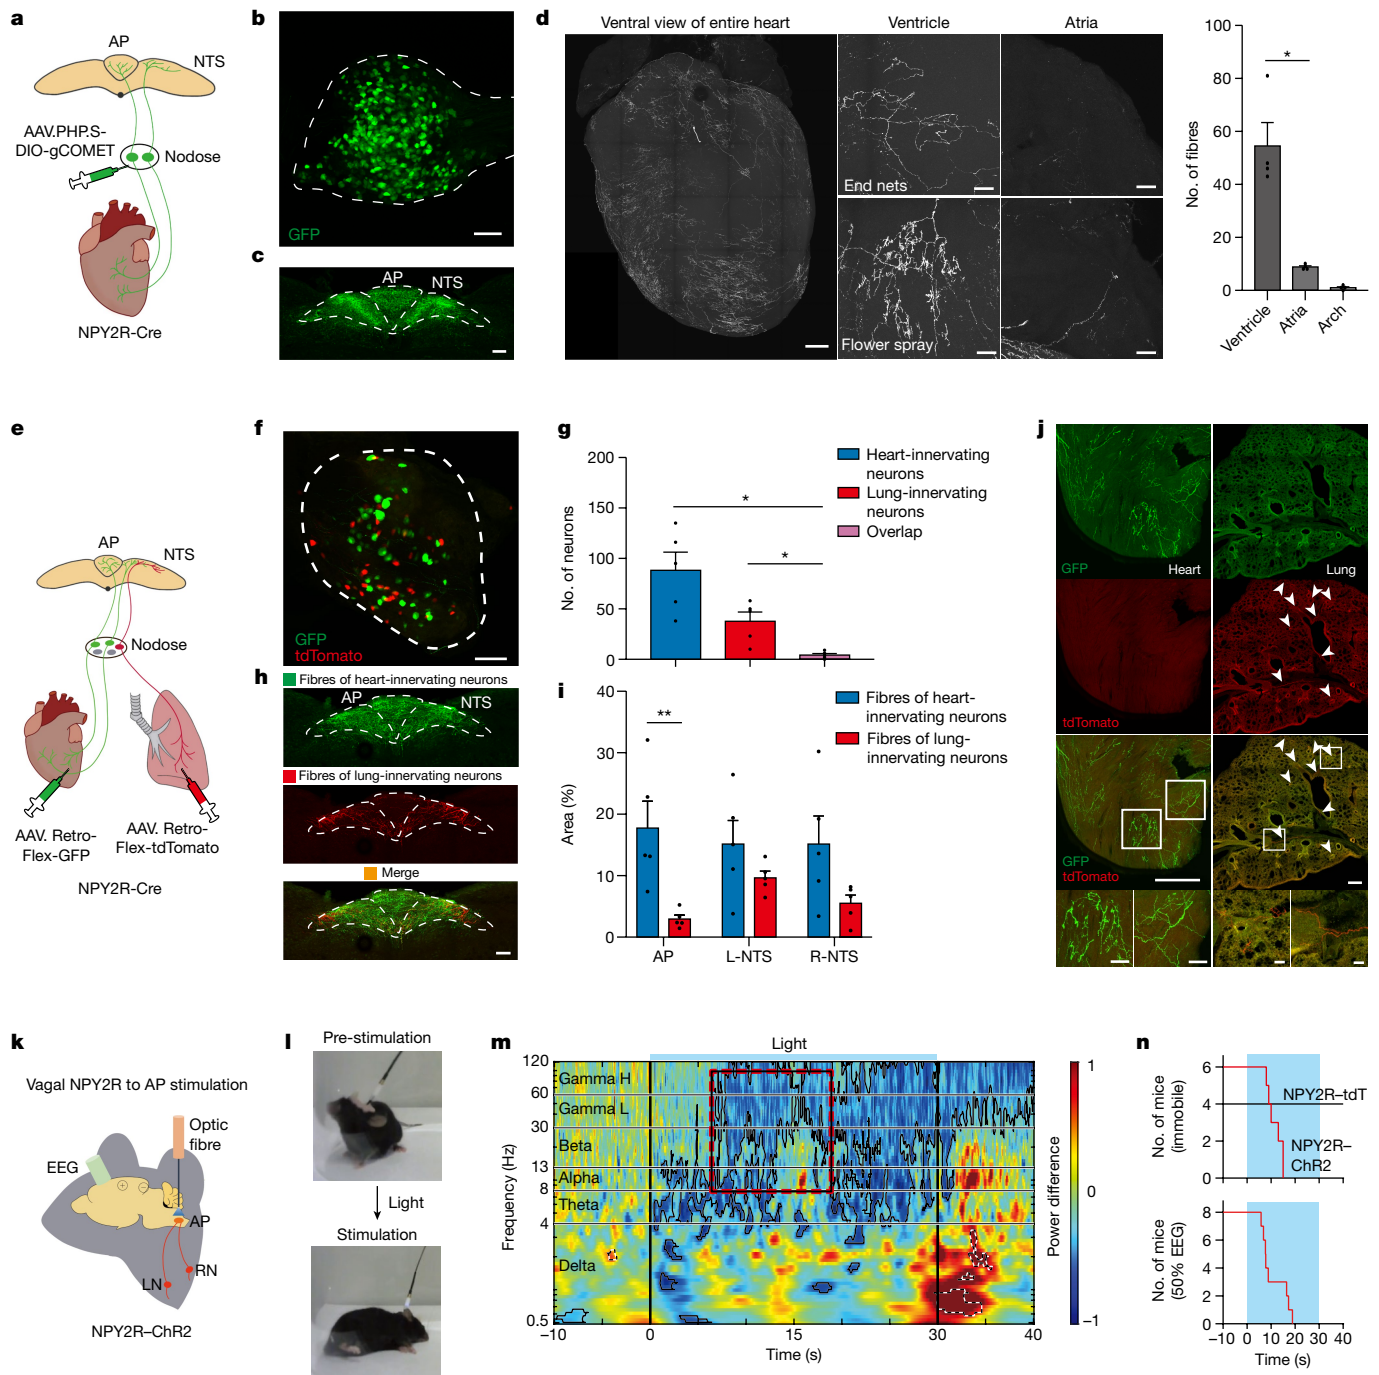 a
AP
NTS
AAV.PHP.S-
DIO-gCOMET
Nodose
NPY2R-Cre
b
GFP
c
AP
NTS
d
Ventral view of entire heart
Ventricle
Atria
End nets
Flower spray
No. of fibres
100
80
60
40
20
0
*
Ventricle
Atria
Arch
e
AP
NTS
Nodose
AAV. Retro-
Flex-GFP
AAV. Retro-
Flex-tdTomato
NPY2R-Cre
f
GFP
tdTomato
g
No. of neurons
200
150
100
50
0
*
*
Heart-innervating
neurons
Lung-innervating
neurons
Overlap
h
Fibres of heart-innervating neurons
AP
NTS
Fibres of lung-innervating neurons
Merge
i
Area (%)
40
30
20
10
0
**
Fibres of heart-
innervating neurons
Fibres of lung-
innervating neurons
AP
L-NTS
R-NTS
j
GFP
Heart
Lung
tdTomato
GFP
tdTomato
k
Vagal NPY2R to AP stimulation
Optic
fibre
EEG
AP
LN
RN
NPY2R–ChR2
l
Pre-stimulation
Light
Stimulation
m
Light
Frequency (Hz)
120
60
30
13
8
4
0.5
Gamma H
Gamma L
Beta
Alpha
Theta
Delta
–10
0
15
30
40
Time (s)
1
0
–1
Power difference
n
No. of mice
(immobile)
6
4
2
0
NPY2R–tdT
NPY2R–
ChR2
No. of mice
(50% EEG)
8
6
4
2
0
–10
0
10
20
30
40
Time (s)